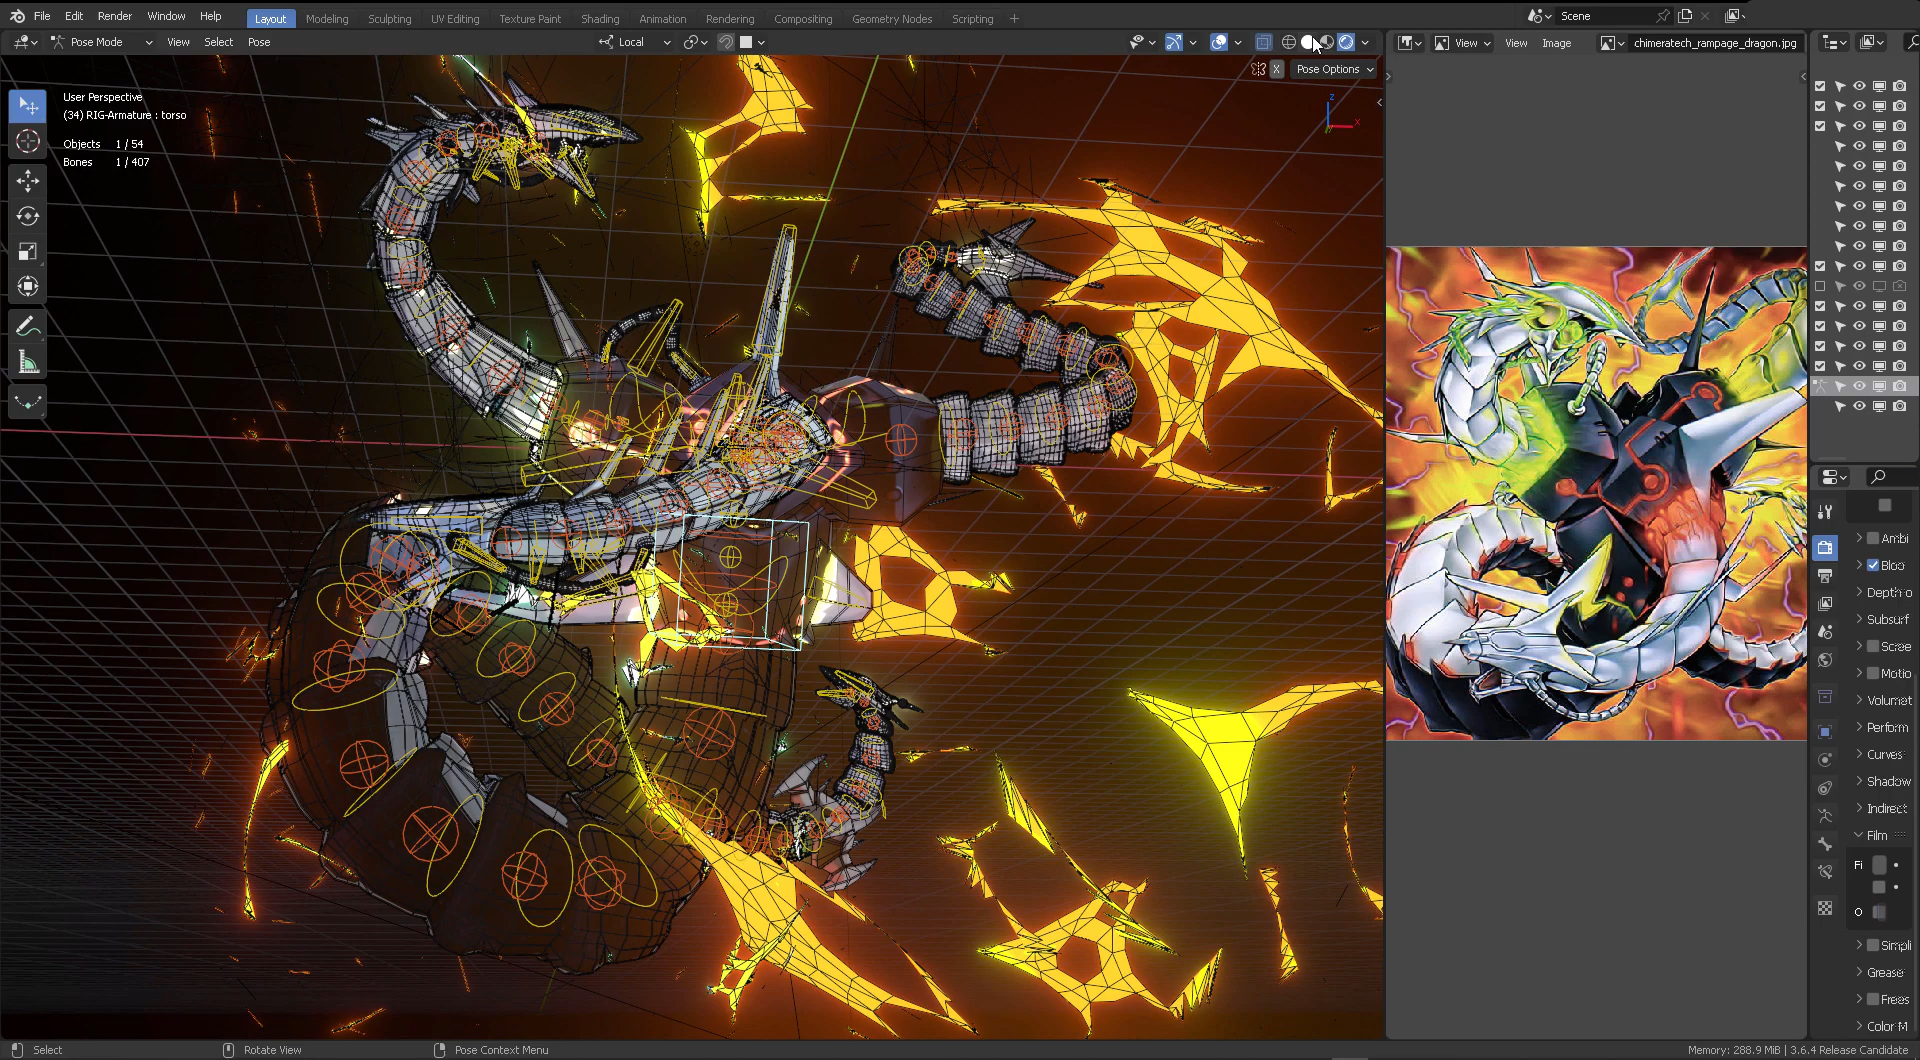 File Edit Render Window Help Layout Modeling Sculpting UV Editing Texture Paint Shading Animation Rendering Compositing Geometry Nodes Scripting Scene
Pose Mode View Select Pose Local View View Image chimeratech_rampage_dragon.jpg
X Pose Options
User Perspective
(34) RIG-Armature : torso
Objects 1 / 54
Bones 1 / 407
Z
X
Ambi
Bloo
Depth o
Subsurf
Scree
Motio
Volumet
Perform
Curves
Shadow
Indirect
Film
Fi
O
Simpli
Grease
Frees
Color M
Select Rotate View Pose Context Menu Memory: 288.9 MiB | 3.6.4 Release Candidate